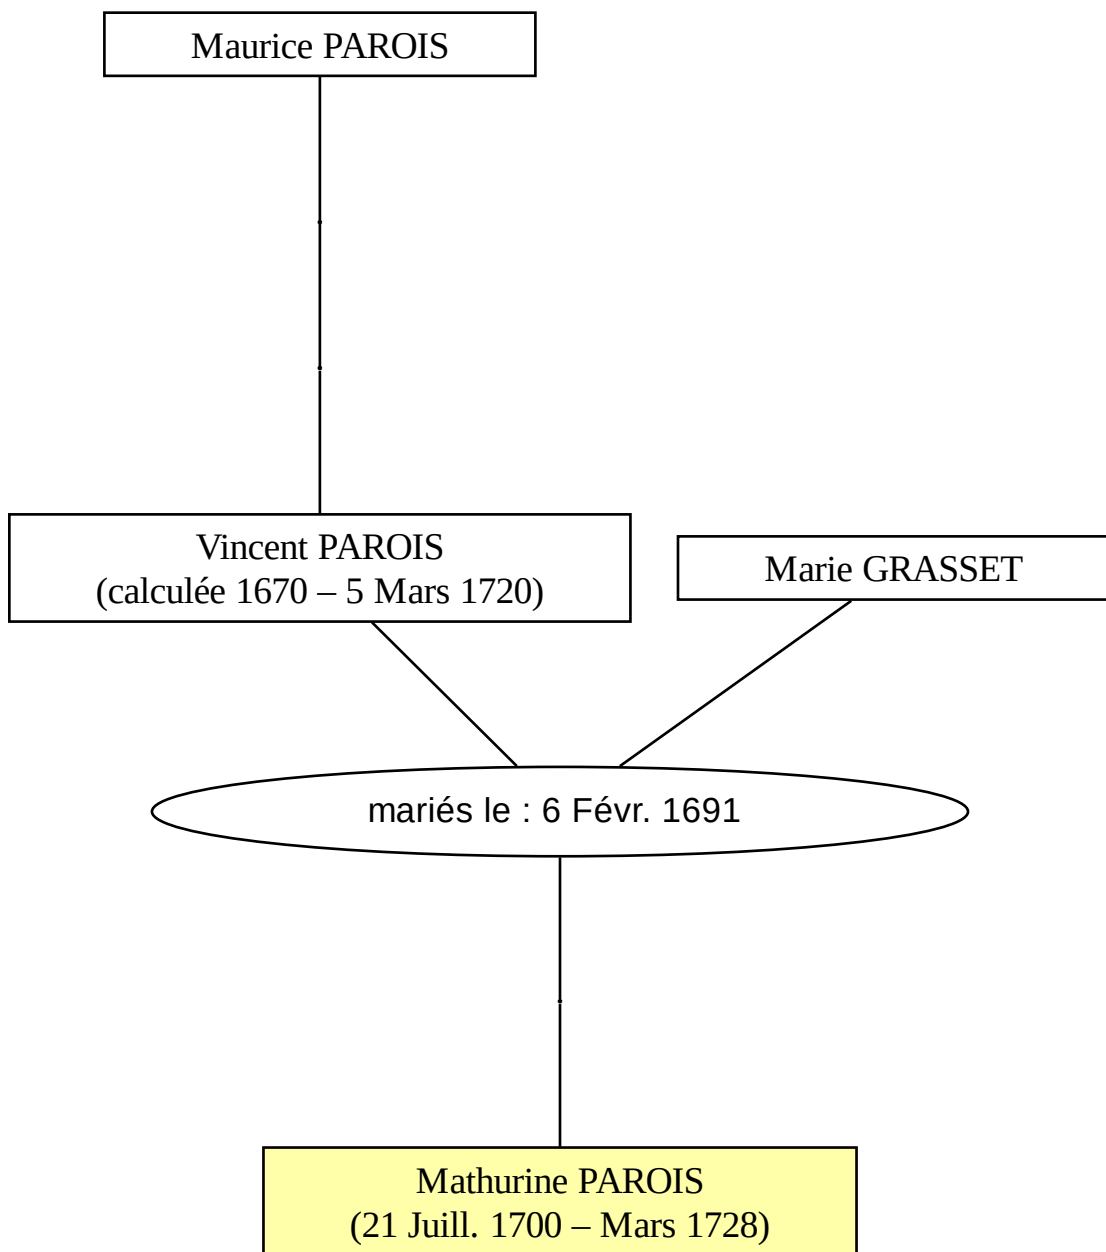 Maurice PAROIS
Vincent PAROIS
(calculée 1670 – 5 Mars 1720)
Marie GRASSET
mariés le : 6 Févr. 1691
Mathurine PAROIS
(21 Juill. 1700 – Mars 1728)